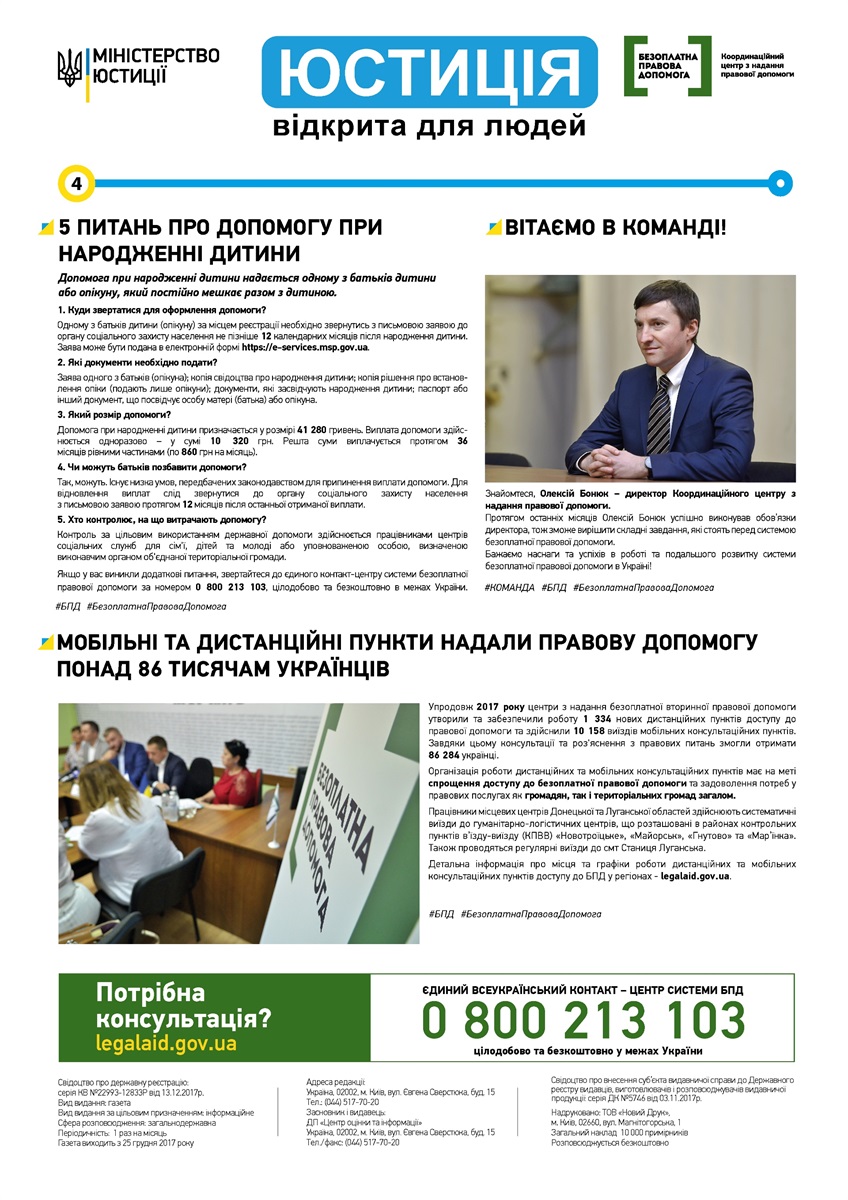 МІНІСТЕРСТВО
ЮСТИЦІЇ
ЮСТИЦІЯ
відкрита для людей
БЕЗОПЛАТНА
ПРАВОВА
ДОПОМОГА
Координаційний
центр з надання
правової допомоги
4
5 ПИТАНЬ ПРО ДОПОМОГУ ПРИ
НАРОДЖЕННІ ДИТИНИ
Допомога при народженні дитини надається одному з батьків дитини
або опікуну, який постійно мешкає разом з дитиною.
1. Куди звертатися для оформлення допомоги?
Одному з батьків дитини (опікуну) за місцем реєстрації необхідно звернутись з письмовою заявою до
органу соціального захисту населення не пізніше 12 календарних місяців після народження дитини.
Заява може бути подана в електронній формі https://e-services.msp.gov.ua.
2. Які документи необхідно подати?
Заява одного з батьків (опікуна); копія свідоцтва про народження дитини; копія рішення про встанов-
лення опіки (подають лише опікуни); документи, які засвідчують народження дитини; паспорт або
інший документ, що посвідчує особу матері (батька) або опікуна.
3. Який розмір допомоги?
Допомога при народженні дитини призначається у розмірі 41 280 гривень. Виплата допомоги здійс-
нюється одноразово – у сумі 10 320 грн. Решта суми виплачується протягом 36
місяців рівними частинами (по 860 грн на місяць).
4. Чи можуть батьків позбавити допомоги?
Так, можуть. Існує низка умов, передбачених законодавством для припинення виплати допомоги. Для
відновлення виплат слід звернутися до органу соціального захисту населення
з письмовою заявою протягом 12 місяців після останньої отриманої виплати.
5. Хто контролює, на що витрачають допомогу?
Контроль за цільовим використанням державної допомоги здійснюється працівниками центрів
соціальних служб для сім'ї, дітей та молоді або уповноваженою особою, визначеною
виконавчим органом об'єднаної територіальної громади.
Якщо у вас виникли додаткові питання, звертайтеся до єдиного контакт-центру системи безоплатної
правової допомоги за номером 0 800 213 103, цілодобово та безкоштовно в межах України.
#БПД #БезоплатнаПравоваДопомога
ВІТАЄМО В КОМАНДІ!
Знайомтеся, Олексій Бонюк – директор Координаційного центру з
надання правової допомоги.
Протягом останніх місяців Олексій Бонюк успішно виконував обов'язки
директора, тож зможе вирішити складні завдання, які стоять перед системою
безоплатної правової допомоги.
Бажаємо наснаги та успіхів в роботі та подальшого розвитку системи
безоплатної правової допомоги в Україні!
#КОМАНДА #БПД #БезоплатнаПравоваДопомога
МОБІЛЬНІ ТА ДИСТАНЦІЙНІ ПУНКТИ НАДАЛИ ПРАВОВУ ДОПОМОГУ
ПОНАД 86 ТИСЯЧАМ УКРАЇНЦІВ
БЕЗОПЛАТНА
ПРАВОВА
ДОПОМОГА
Упродовж 2017 року центри з надання безоплатної вторинної правової допомоги
утворили та забезпечили роботу 1 334 нових дистанційних пунктів доступу до
правової допомоги та здійснили 10 158 виїздів мобільних консультаційних пунктів.
Завдяки цьому консультації та роз'яснення з правових питань змогли отримати
86 284 українці.
Організація роботи дистанційних та мобільних консультаційних пунктів має на меті
спрощення доступу до безоплатної правової допомоги та задоволення потреб у
правових послугах як громадян, так і територіальних громад загалом.
Працівники місцевих центрів Донецької та Луганської областей здійснюють систематичні
виїзди до гуманітарно-логістичних центрів, що розташовані в районах контрольних
пунктів в'їзду-виїзду (КПВВ) «Новотроїцьке», «Майорськ», «Гнутово» та «Мар'їнка».
Також проводяться регулярні виїзди до смт Станиця Луганська.
Детальна інформація про місця та графіки роботи дистанційних та мобільних
консультаційних пунктів доступу до БПД у регіонах - legalaid.gov.ua.
#БПД #БезоплатнаПравоваДопомога
Потрібна
консультація?
legalaid.gov.ua
ЄДИНИЙ ВСЕУКРАЇНСЬКИЙ КОНТАКТ – ЦЕНТР СИСТЕМИ БПД
0 800 213 103
цілодобово та безкоштовно у межах України
Свідоцтво про державну реєстрацію:
серія КВ №22993-12833Р від 13.12.2017р.
Вид видання: газета
Вид видання за цільовим призначенням: інформаційне
Сфера розповсюдження: загальнодержавна
Періодичність: 1 раз на місяць
Газета виходить з 25 грудня 2017 року
Адреса редакції:
Україна, 02002, м. Київ, вул. Євгена Сверстюка, буд. 15
Тел.: (044) 517-70-20
Засновник і видавець:
ДП «Центр оцінки та інформації»
Україна, 02002, м. Київ, вул. Євгена Сверстюка, буд. 15
Тел./факс: (044) 517-70-20
Свідоцтво про внесення суб'єкта видавничої справи до Державного
реєстру видавців, виготовлювачів і розповсюджувачів видавничої
продукції: серія ДК №5746 від 03.11.2017р.
Надруковано: ТОВ «Новий Друк»,
м. Київ, 02660, вул. Магнітогорська, 1
Загальний наклад 10 000 примірників
Розповсюджується безкоштовно